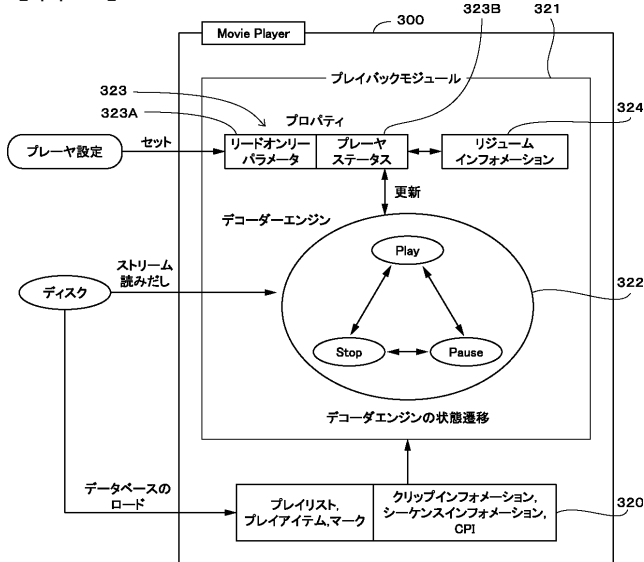 Movie Player
300
323B
321
プレイバックモジュール
323
323A
プロパティ
324
プレーヤ設定
セット
リードオンリー
パラメータ
プレーヤ
ステータス
リジューム
インフォメーション
更新
デコーダーエンジン
Play
ストリーム
読みだし
ディスク
322
Stop
Pause
デコーダエンジンの状態遷移
データベースの
ロード
プレイリスト,
プレイアイテム,マーク
クリップインフォメーション,
シーケンスインフォメーション,
CPI
320